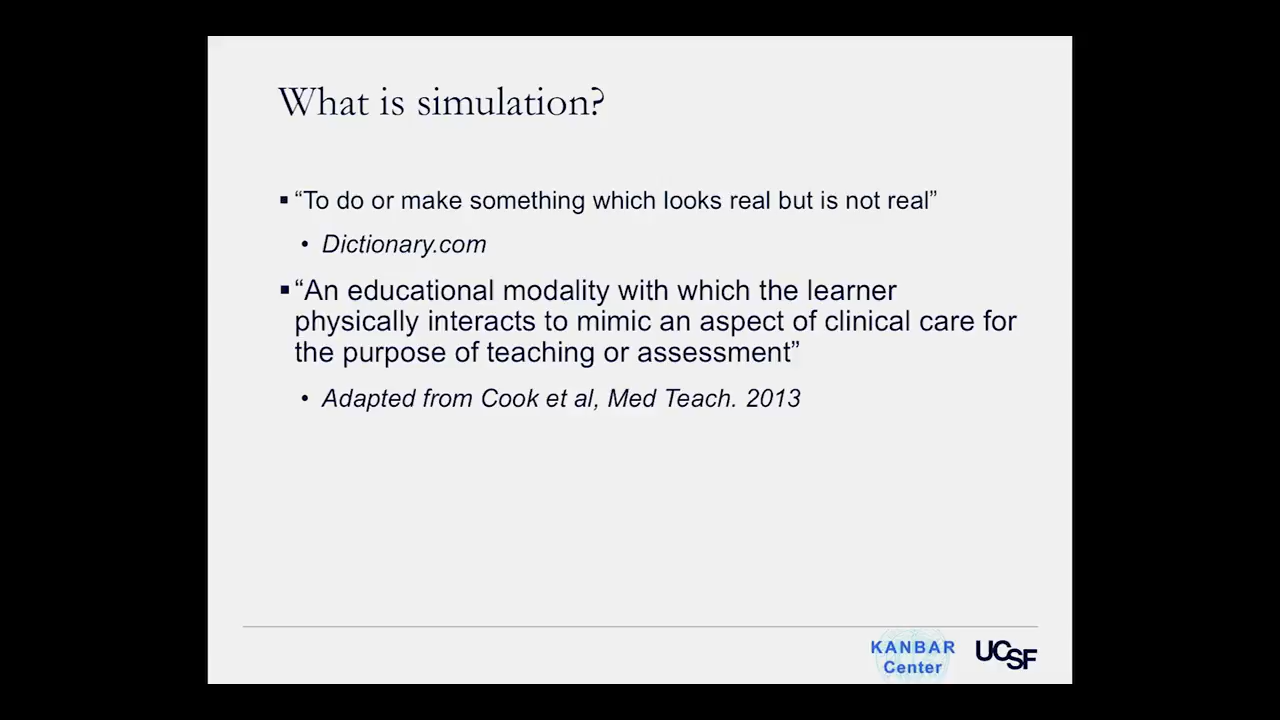 What is simulation?
▪ “To do or make something which looks real but is not real”
• Dictionary.com
▪ “An educational modality with which the learner
physically interacts to mimic an aspect of clinical care for
the purpose of teaching or assessment”
• Adapted from Cook et al, Med Teach. 2013
KANBAR
Center
UCSF